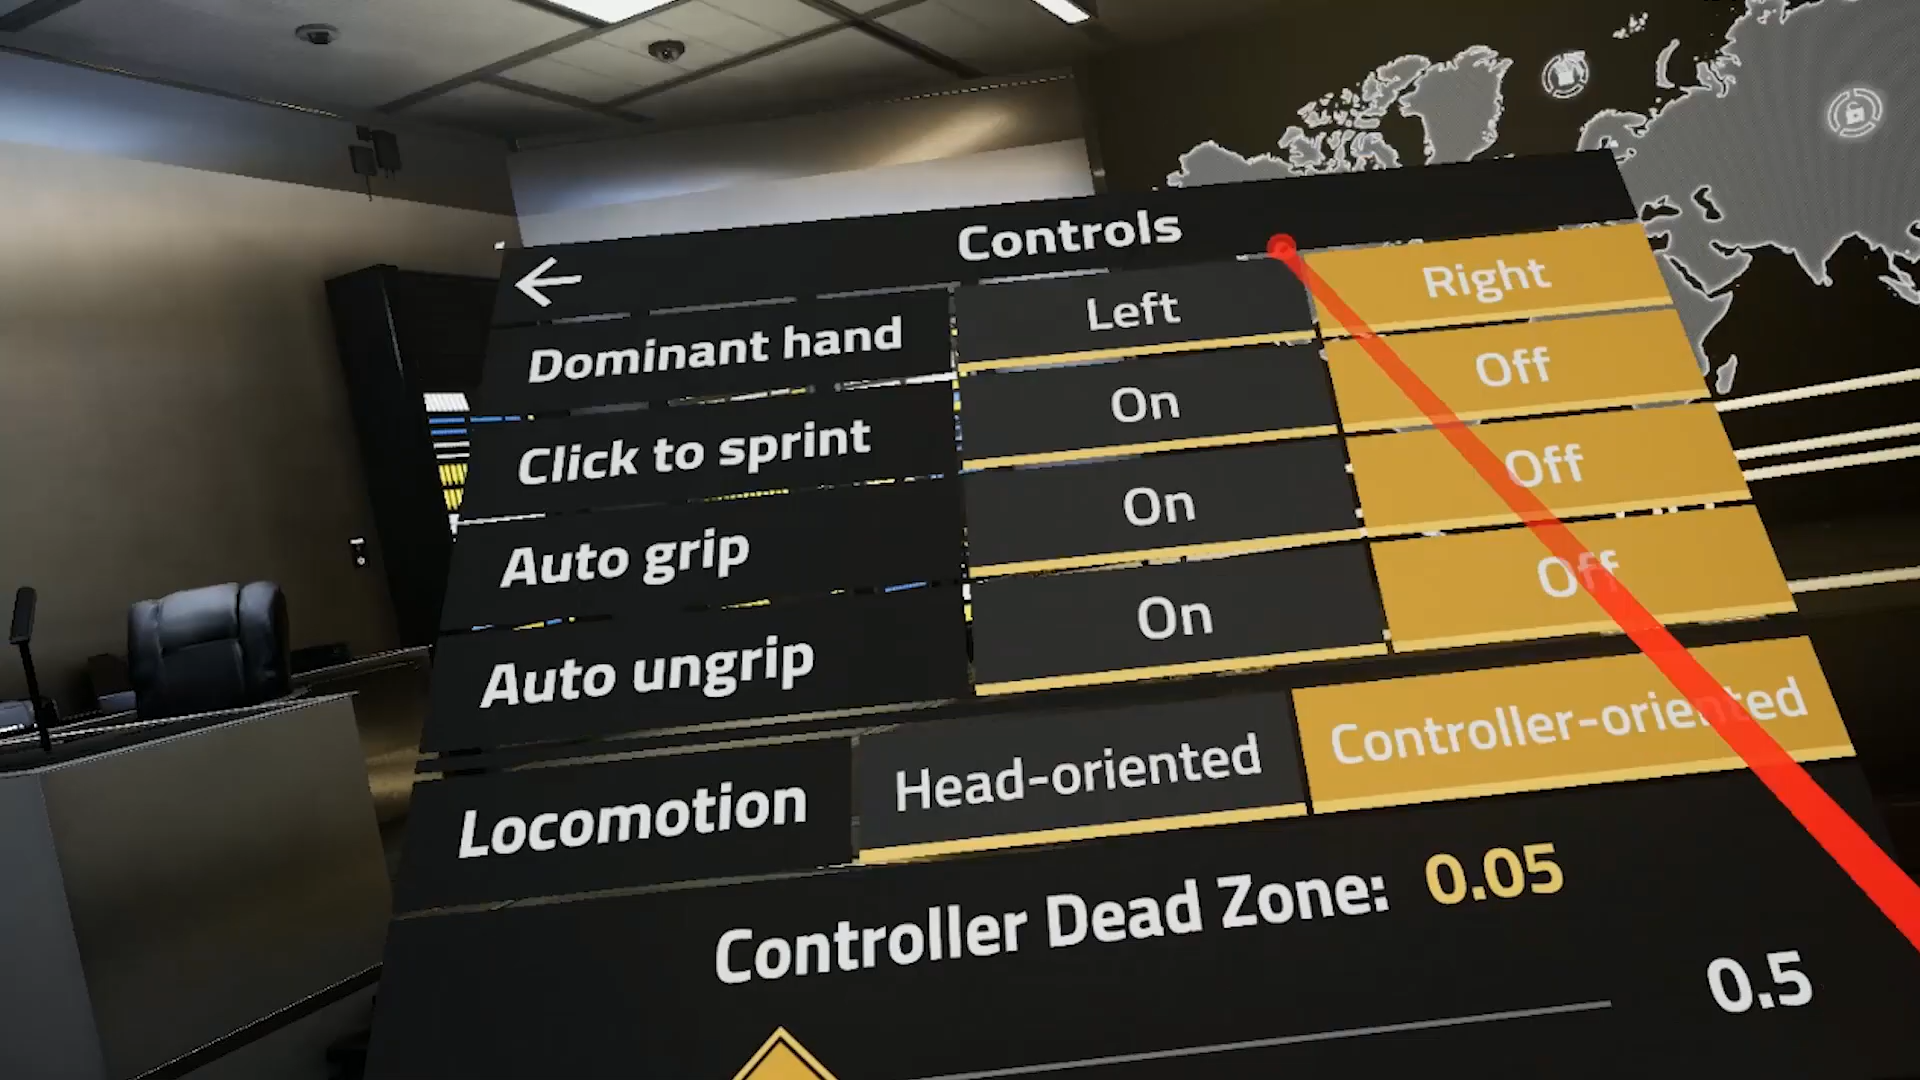 Controls
Dominant hand Left Right
Click to sprint On Off
Auto grip On Off
Auto ungrip On Off
Locomotion Head-oriented Controller-oriented
Controller Dead Zone: 0.05
0.5